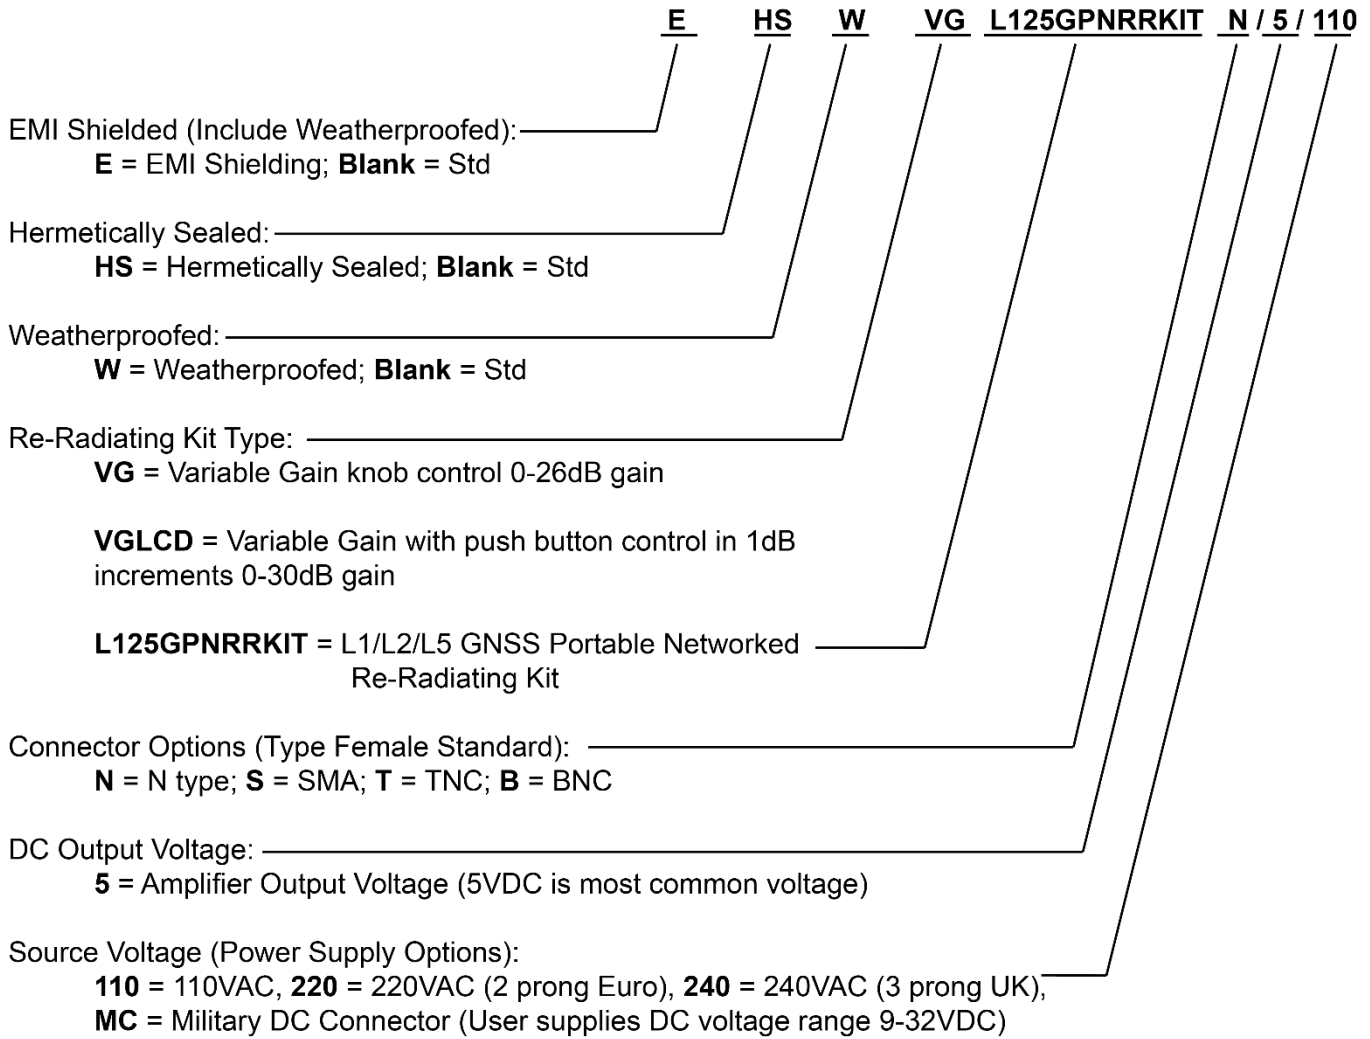 E HS W VG L125GPNRRKIT N / 5 / 110
EMI Shielded (Include Weatherproofed):
E = EMI Shielding; Blank = Std
Hermetically Sealed:
HS = Hermetically Sealed; Blank = Std
Weatherproofed:
W = Weatherproofed; Blank = Std
Re-Radiating Kit Type:
VG = Variable Gain knob control 0-26dB gain
VGLCD = Variable Gain with push button control in 1dB
increments 0-30dB gain
L125GPNRRKIT = L1/L2/L5 GNSS Portable Networked
Re-Radiating Kit
Connector Options (Type Female Standard):
N = N type; S = SMA; T = TNC; B = BNC
DC Output Voltage:
5 = Amplifier Output Voltage (5VDC is most common voltage)
Source Voltage (Power Supply Options):
110 = 110VAC, 220 = 220VAC (2 prong Euro), 240 = 240VAC (3 prong UK),
MC = Military DC Connector (User supplies DC voltage range 9-32VDC)